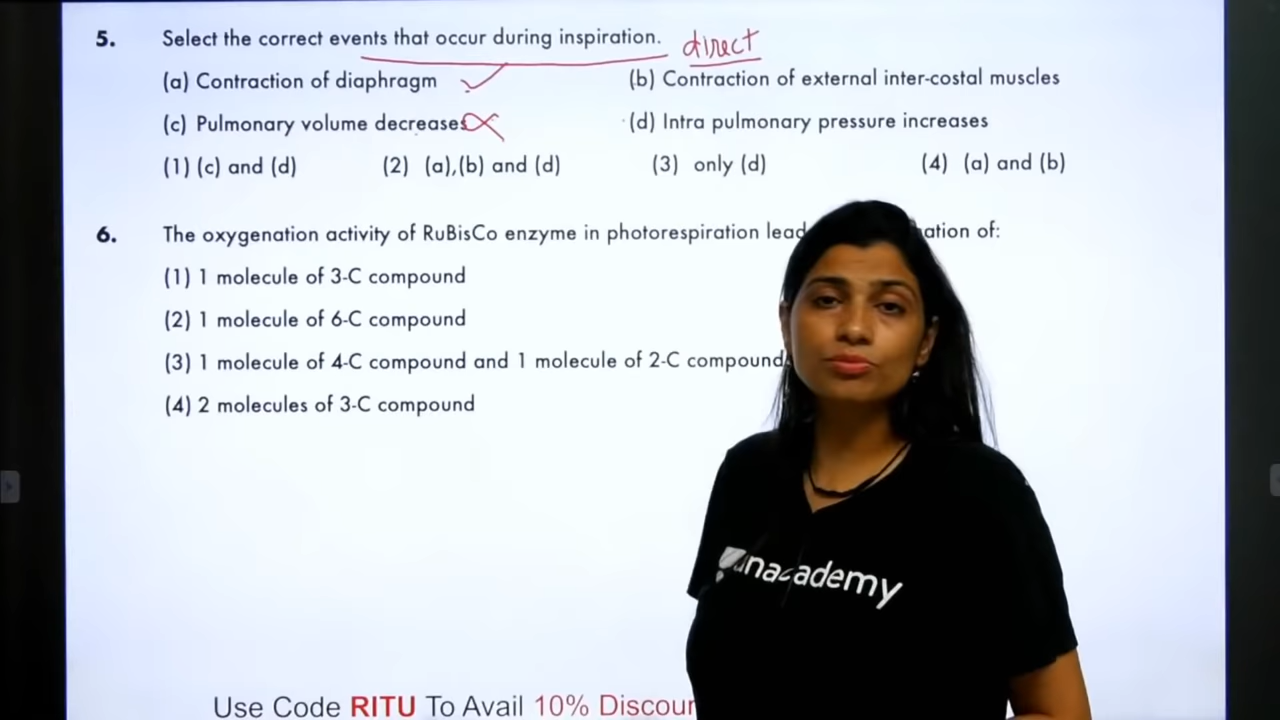 5. Select the correct events that occur during inspiration. direct
(a) Contraction of diaphragm (b) Contraction of external inter-costal muscles
(c) Pulmonary volume decreases (d) Intra pulmonary pressure increases
(1) (c) and (d) (2) (a),(b) and (d) (3) only (d) (4) (a) and (b)
6. The oxygenation activity of RuBisCo enzyme in photorespiration of:
(1) 1 molecule of 3-C compound
(2) 1 molecule of 6-C compound
(3) 1 molecule of 4-C compound and 1 molecule of 2-C compound
(4) 2 molecules of 3-C compound
unacademy
Use Code RITU To Avail 10%